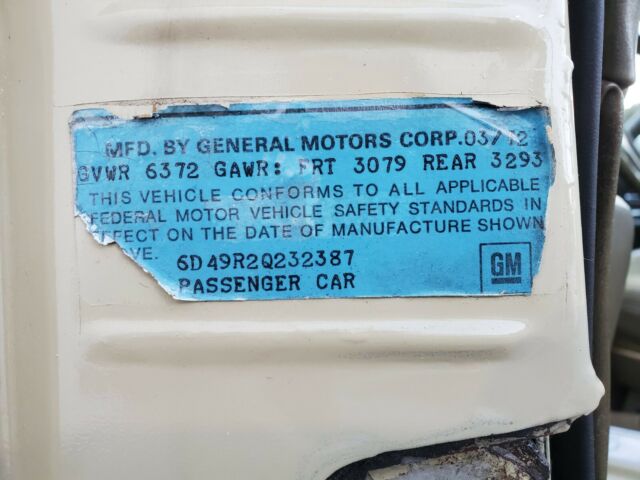 MFD. BY GENERAL MOTORS CORP. 03/72
GVWR 6372 GAWR: FRT 3079 REAR 3293
THIS VEHICLE CONFORMS TO ALL APPLICABLE
FEDERAL MOTOR VEHICLE SAFETY STANDARDS IN
EFFECT ON THE DATE OF MANUFACTURE SHOWN
OVE.
6D49R2Q232387
PASSENGER CAR
GM